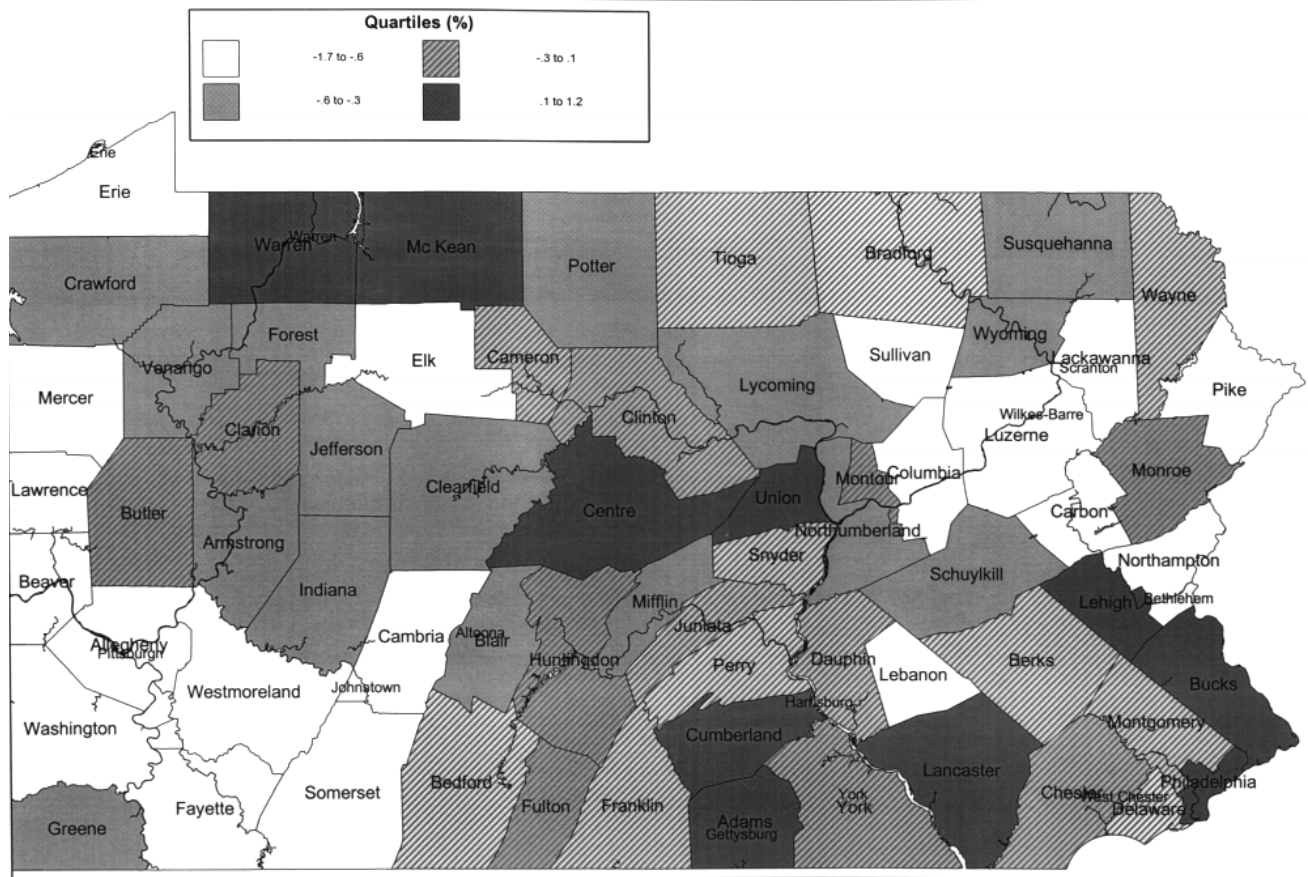 Quartiles (%)
-1.7 to -.6
-.3 to .1
-.6 to -.3
.1 to 1.2
Erie
Erie
Warren
Warren
Mc Kean
Potter
Tioga
Bradford
Susquehanna
Wayne
Crawford
Forest
Venango
Elk
Cameron
Sullivan
Wyoming
Lackawanna
Scranton
Pike
Mercer
Clarion
Jefferson
Clinton
Lycoming
Wilkes-Barre
Luzerne
Lawrence
Butler
Clearfield
Centre
Union
Montour
Columbia
Monroe
Carbon
Armstrong
Northumberland
Beaver
Indiana
Snyder
Schuylkill
Northampton
Mifflin
Lehigh
Bethlehem
Allegheny
Pittsburgh
Cambria
Altoona
Blair
Juniata
Huntingdon
Perry
Dauphin
Berks
Lebanon
Westmoreland
Johnstown
Bucks
Harrisburg
Washington
Montgomery
Cumberland
Somerset
Bedford
Lancaster
Philadelphia
Fayette
Fulton
Franklin
York
York
Chester
West Chester
Delaware
Greene
Adams
Gettysburg